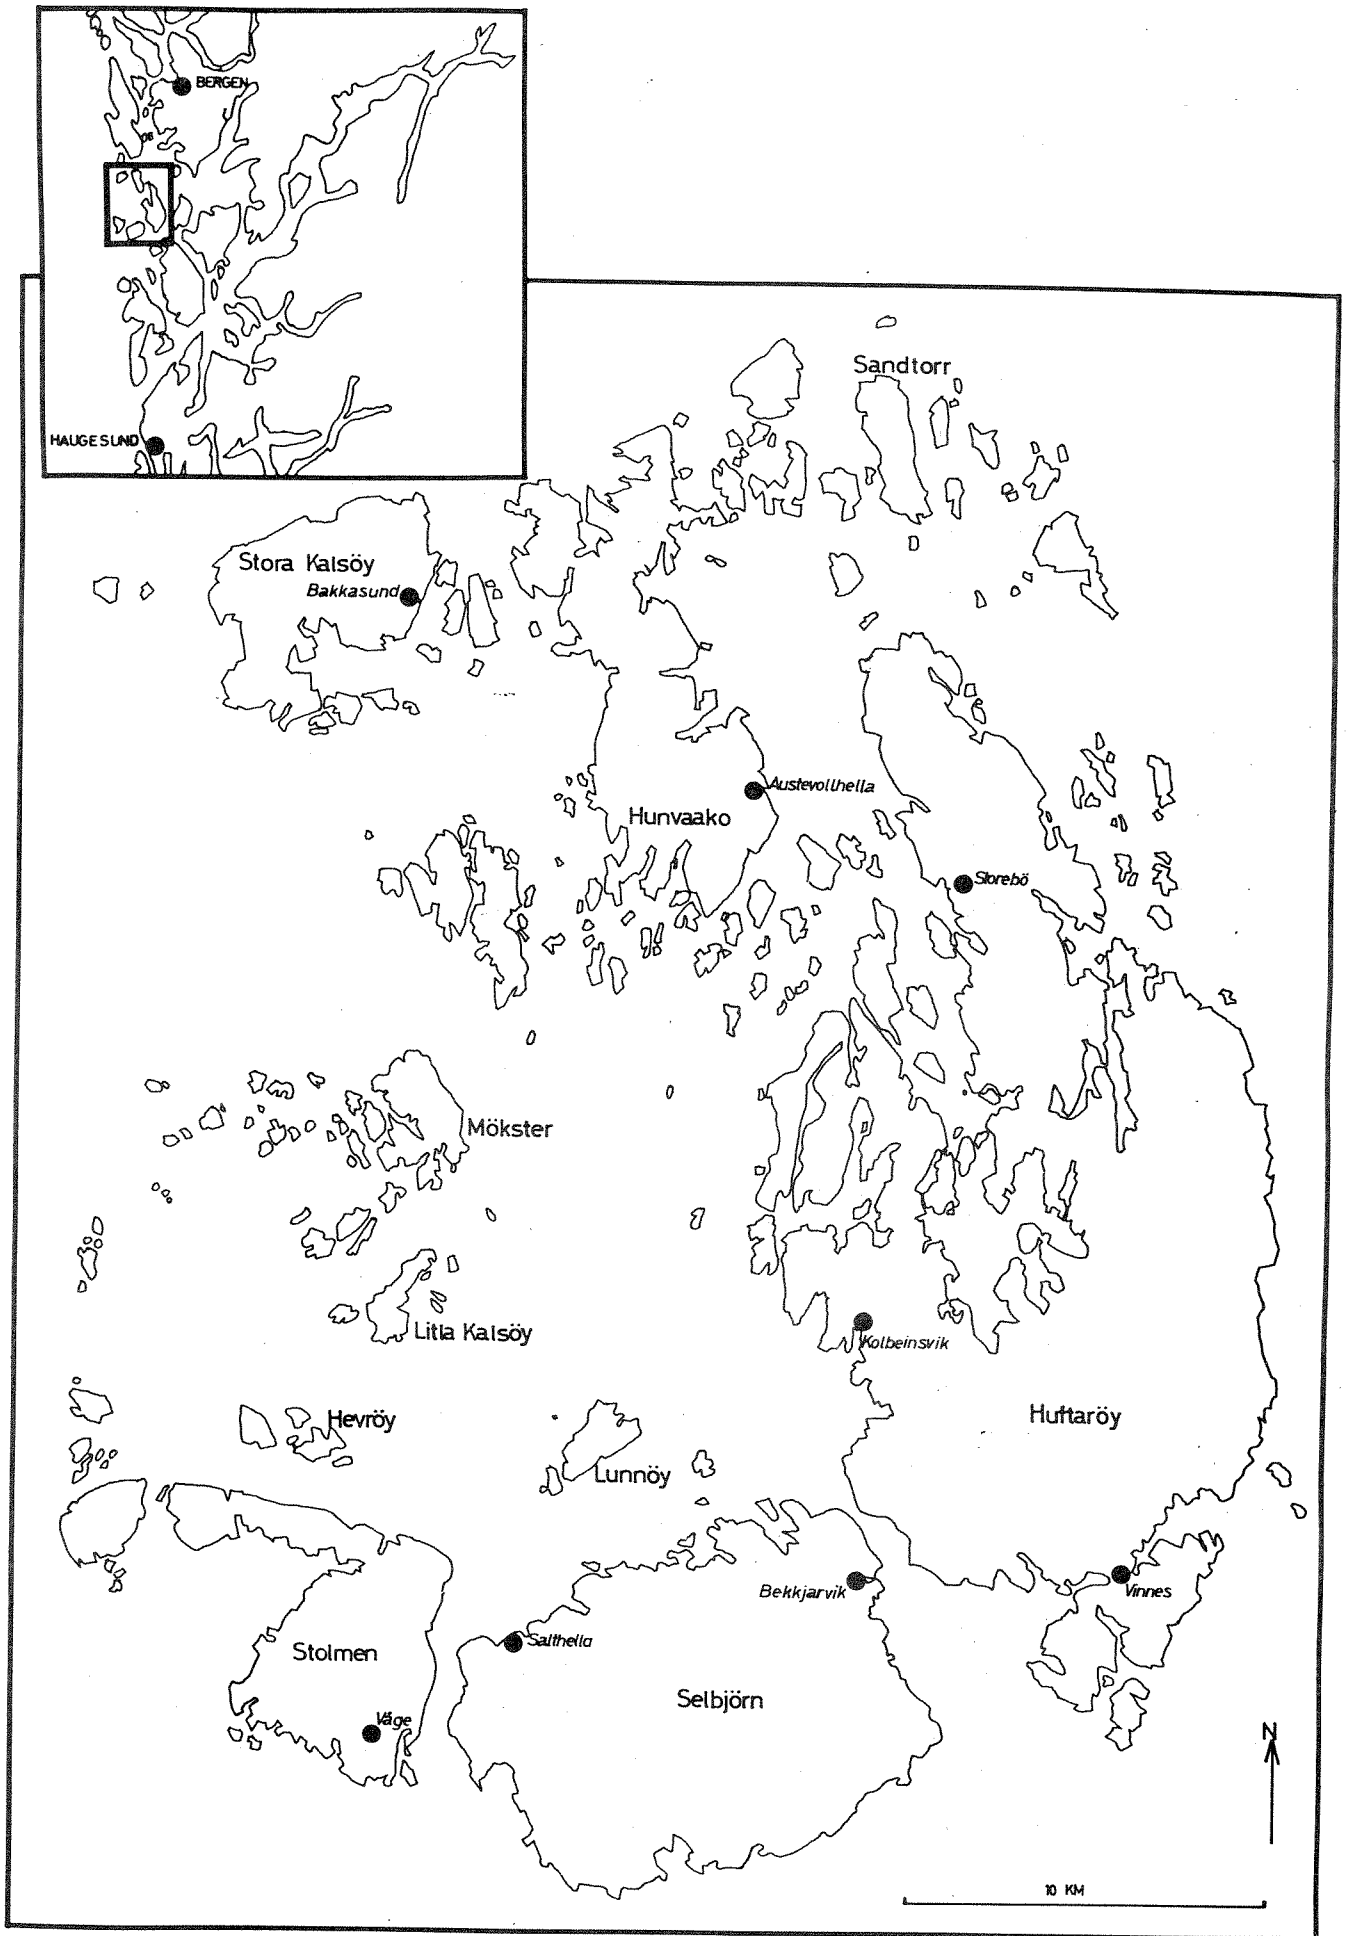 BERGEN
HAUGESUND
Sandtorr
Stora Kalsöy
Bakkasund
Austevollhella
Hunvaako
Storebö
Mökster
Litla Kalsöy
Kolbeinsvik
Hevröy
Huftaröy
Lunnöy
Bekkjarvik
Vinnes
Salthella
Stolmen
Selbjörn
Våge
N
10 KM